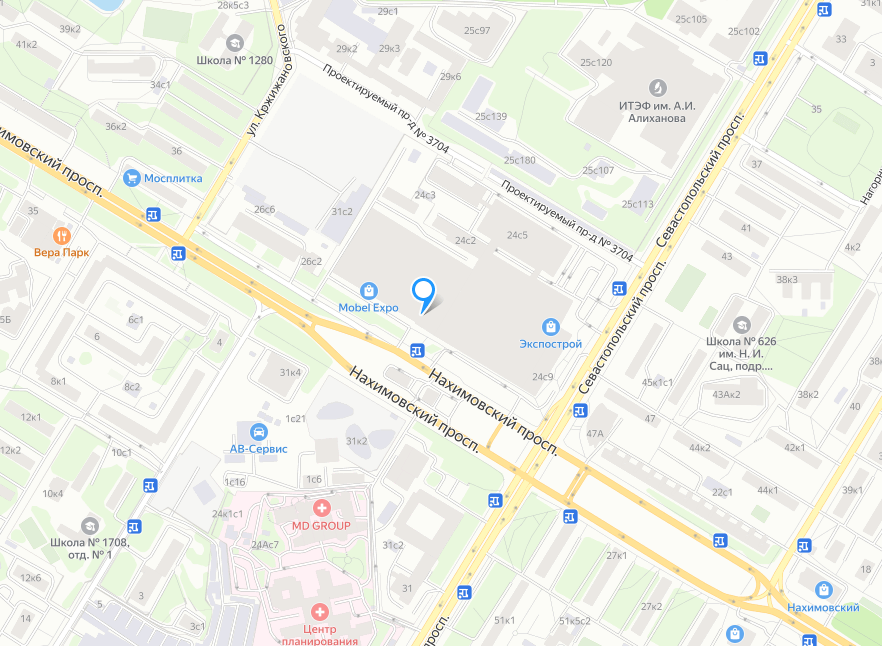 28к5с3
29с1
31к1
39к2
25с97
25с105
41к2
29к2
29к3
25с102
33
Школа № 1280
25с120
3
34с1
29к6
ул. Кржижановского
Проектируемый пр-д № 3704
ИТЭФ им. А.И.
Алиханова
35
25с139
36к2
36
25с180
37
25с107
Севастопольский просп.
Нагорн
Нахимовский просп.
Мосплитка
24с3
Проектируемый пр-д № 3704
25с113
35
26с6
31с2
41
24с5
24с2
4к2
Вера Парк
43
26с2
38к3
Mobel Expo
5Б
6с1
Экспострой
Школа № 626
им. Н. И.
Сац, подр....
6
4
Севастопольский просп.
8к1
8с2
31к4
24с9
45к1с1
43Ак2
38к2
Нахимовский просп.
Нахимовский просп.
40
12к1
1с21
47
47А
31к2
АВ-Сервис
44к2
42к1
12к2
10с1
1с16
1с6
10к4
22с1
44к1
39к1
24к1с1
MD GROUP
Школа № 1708,
отд. № 1
24Ас7
31с2
27к1
18
12к6
3
31
5
27к2
Нахимовский
14
3с1
Центр
планирования
51к1
51к5с2
просп.